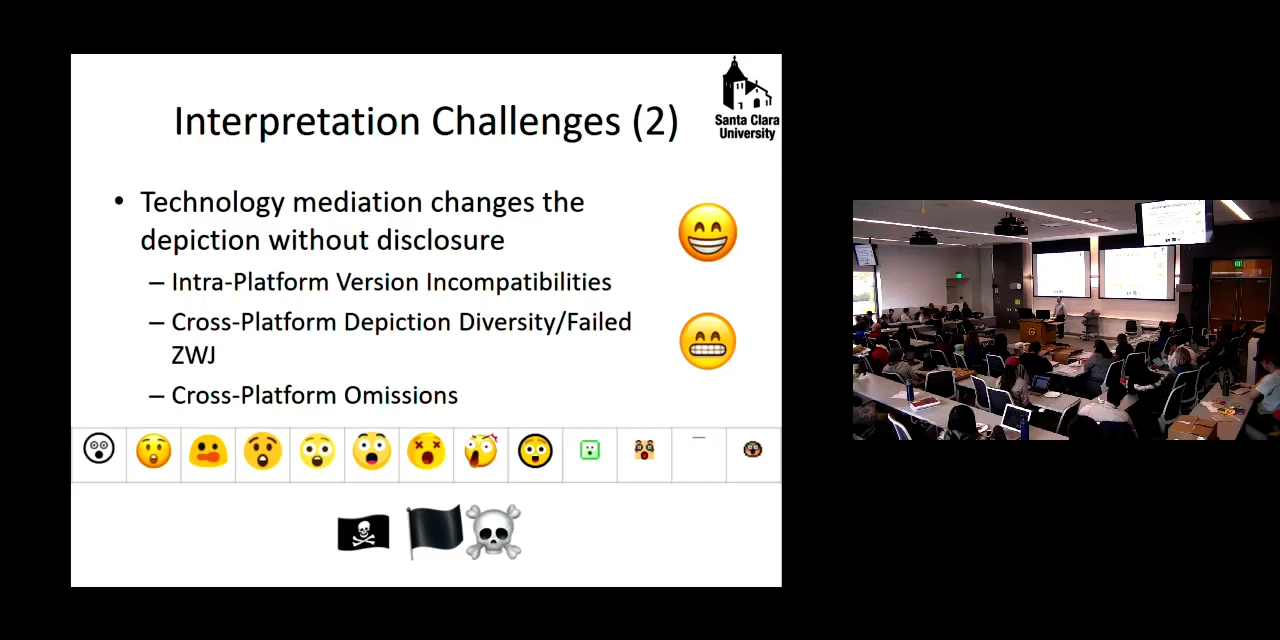 Santa Clara
University
Interpretation Challenges (2)
• Technology mediation changes the
depiction without disclosure
– Intra-Platform Version Incompatibilities
– Cross-Platform Depiction Diversity/Failed
ZWJ
– Cross-Platform Omissions